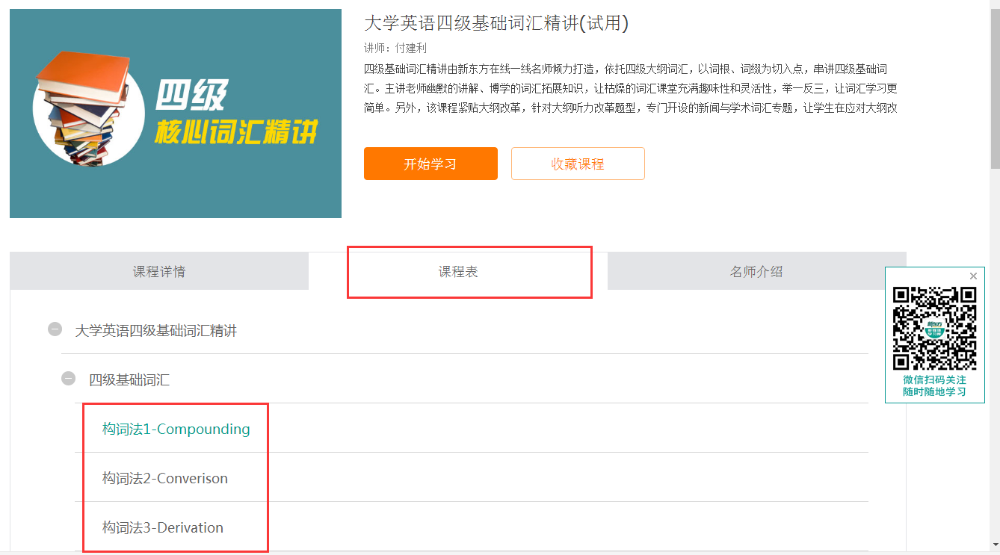 大学英语四级基础词汇精讲(试用)
讲师：付建利
四级基础词汇精讲由新东方在线一线名师倾力打造，依托四级大纲词汇，以词根、词缀为切入点，串讲四级基础词
汇。主讲老师幽默的讲解、博学的词汇拓展知识，让枯燥的词汇课堂充满趣味性和灵活性，举一反三，让词汇学习更
简单。另外，该课程紧贴大纲改革，针对大纲听力改革题型，专门开设的新闻与学术词汇专题，让学生在应对大纲改
四级
核心词汇精讲
开始学习
收藏课程
课程详情
课程表
名师介绍
大学英语四级基础词汇精讲
四级基础词汇
构词法1-Compounding
构词法2-Converison
构词法3-Derivation
新东方
微信扫码关注
随时随地学习